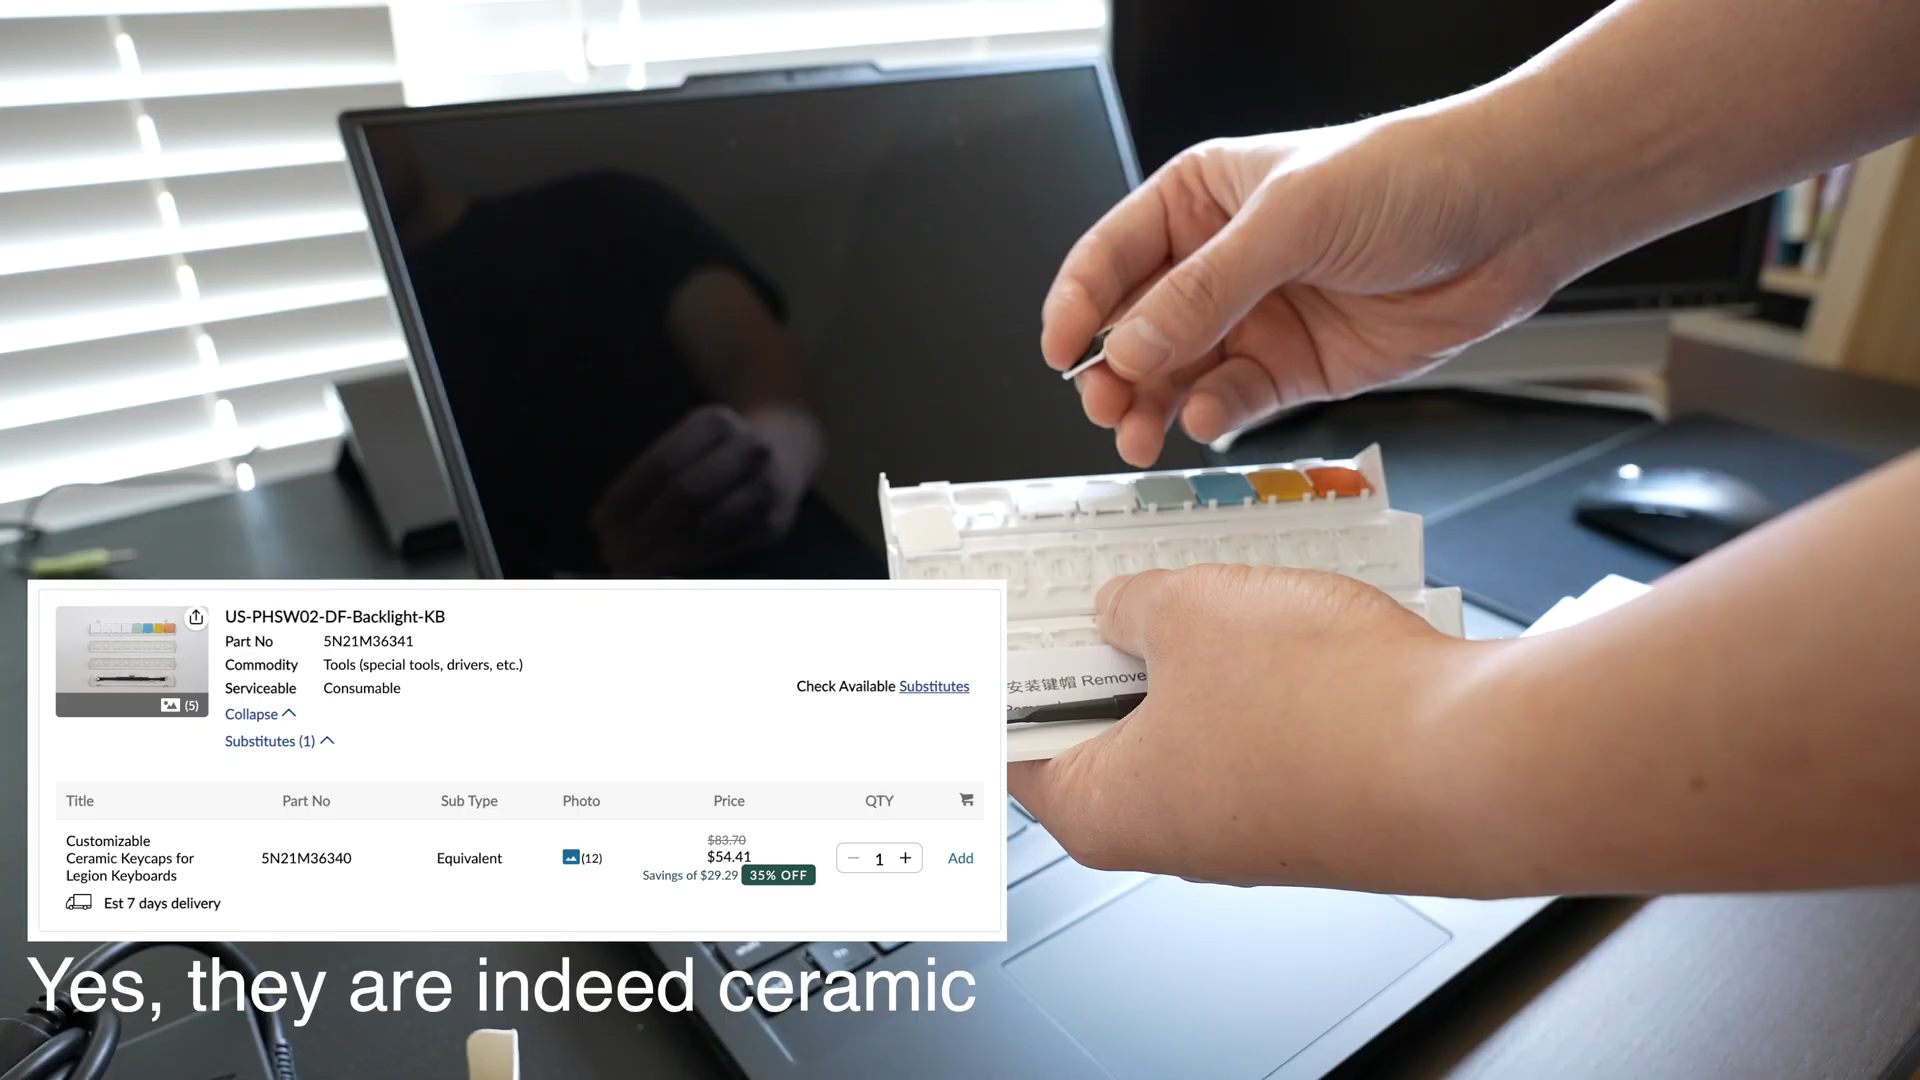 安装键帽 Remove
US-PHSW02-DF-Backlight-KB
Part No 5N21M36341
Commodity Tools (special tools, drivers, etc.)
Serviceable Consumable
Check Available Substitutes
(5)
Collapse
Substitutes (1)
Title Part No Sub Type Photo Price QTY
Customizable
Ceramic Keycaps for
Legion Keyboards
5N21M36340 Equivalent (12)
$83.70
$54.41
Savings of $29.29 35% OFF
1 Add
Est 7 days delivery
Yes, they are indeed ceramic